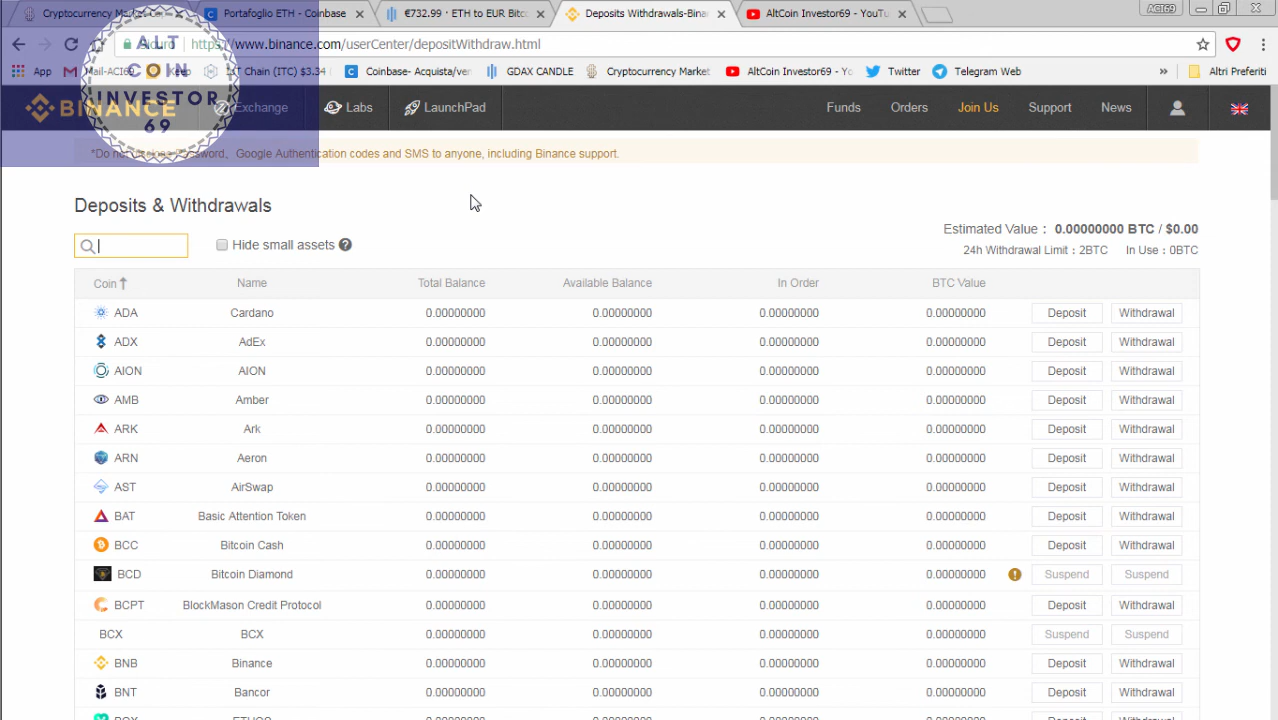 Cryptocurrency Market Cap
Portafoglio ETH - Coinbase
€732.99 · ETH to EUR Bitco
Deposits Withdrawals-Bina
AltCoin Investor69 - YouTu
ACI69
https://www.binance.com/userCenter/depositWithdraw.html
App
Mail-ACI69
Keep
IoT Chain (ITC) $3.34
Coinbase- Acquista/ven
GDAX CANDLE
Cryptocurrency Market
AltCoin Investor69 - Yo
Twitter
Telegram Web
»
Altri Preferiti
ALT
COIN
INVESTOR
69
BINANCE
Exchange
Labs
LaunchPad
Funds
Orders
Join Us
Support
News
Google Authentication codes and SMS to anyone, including Binance support.
Deposits & Withdrawals
Hide small assets ?
Estimated Value： 0.00000000 BTC / $0.00
24h Withdrawal Limit：2BTC In Use：0BTC
Coin Name Total Balance Available Balance In Order BTC Value
ADA Cardano 0.00000000 0.00000000 0.00000000 0.00000000 Deposit Withdrawal
ADX AdEx 0.00000000 0.00000000 0.00000000 0.00000000 Deposit Withdrawal
AION AION 0.00000000 0.00000000 0.00000000 0.00000000 Deposit Withdrawal
AMB Amber 0.00000000 0.00000000 0.00000000 0.00000000 Deposit Withdrawal
ARK Ark 0.00000000 0.00000000 0.00000000 0.00000000 Deposit Withdrawal
ARN Aeron 0.00000000 0.00000000 0.00000000 0.00000000 Deposit Withdrawal
AST AirSwap 0.00000000 0.00000000 0.00000000 0.00000000 Deposit Withdrawal
BAT Basic Attention Token 0.00000000 0.00000000 0.00000000 0.00000000 Deposit Withdrawal
BCC Bitcoin Cash 0.00000000 0.00000000 0.00000000 0.00000000 Deposit Withdrawal
BCD Bitcoin Diamond 0.00000000 0.00000000 0.00000000 0.00000000 ! Suspend Suspend
BCPT BlockMason Credit Protocol 0.00000000 0.00000000 0.00000000 0.00000000 Deposit Withdrawal
BCX BCX 0.00000000 0.00000000 0.00000000 0.00000000 Suspend Suspend
BNB Binance 0.00000000 0.00000000 0.00000000 0.00000000 Deposit Withdrawal
BNT Bancor 0.00000000 0.00000000 0.00000000 0.00000000 Deposit Withdrawal